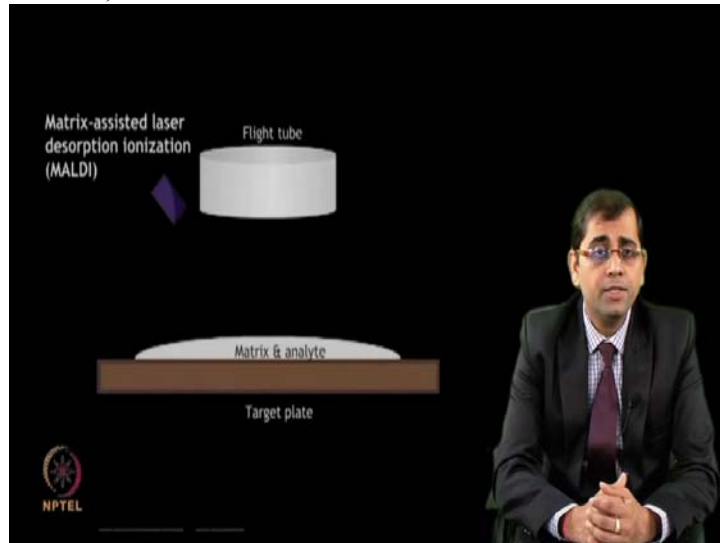 Matrix-assisted laser
desorption ionization
(MALDI)
Flight tube
Matrix & analyte
Target plate
NPTEL